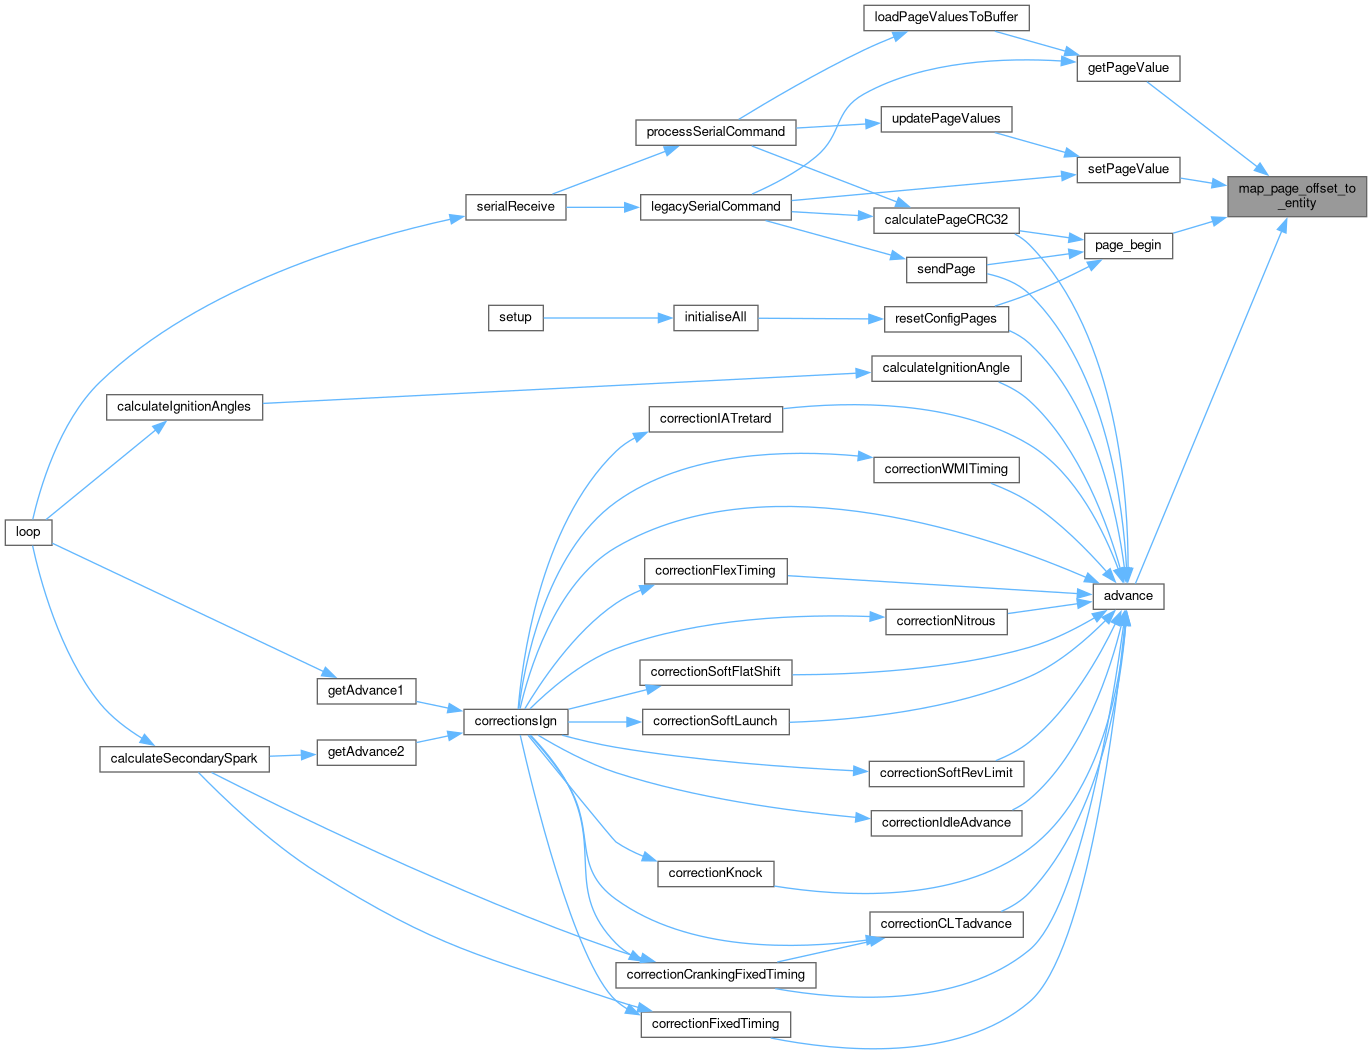 loadPageValuesToBuffer
getPageValue
updatePageValues
processSerialCommand
setPageValue
map_page_offset_to
_entity
serialReceive
legacySerialCommand
calculatePageCRC32
page_begin
sendPage
setup
initialiseAll
resetConfigPages
calculateIgnitionAngle
calculateIgnitionAngles
correctionIATretard
correctionWMITiming
loop
correctionFlexTiming
advance
correctionNitrous
correctionSoftFlatShift
getAdvance1
correctionsIgn
correctionSoftLaunch
getAdvance2
calculateSecondarySpark
correctionSoftRevLimit
correctionIdleAdvance
correctionKnock
correctionCLTadvance
correctionCrankingFixedTiming
correctionFixedTiming